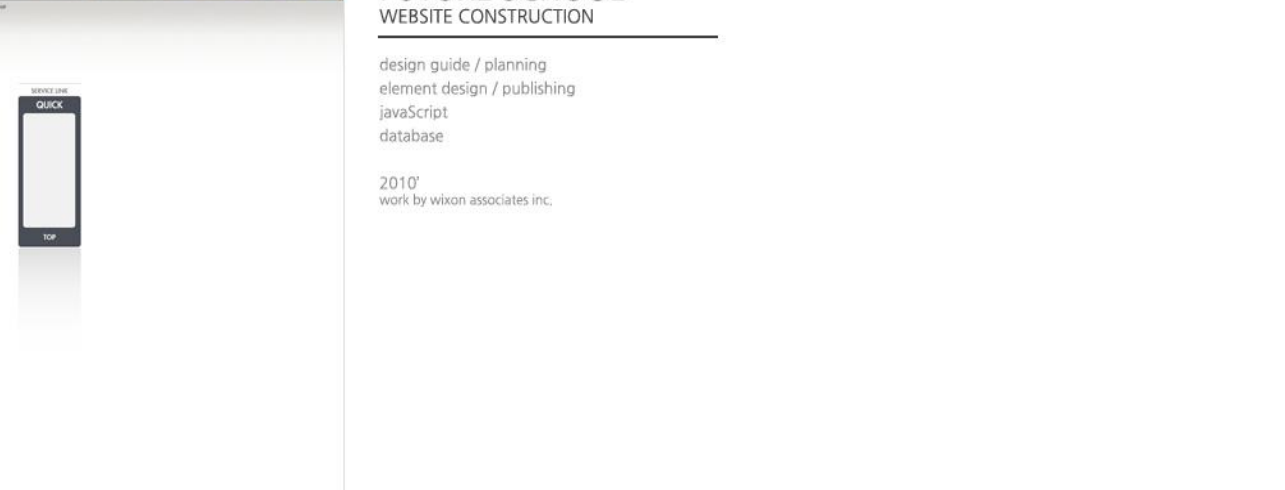 SERVICE LINK
QUICK
TOP
WEBSITE CONSTRUCTION
design guide / planning
element design / publishing
javaScript
database
2010'
work by wixon associates inc.